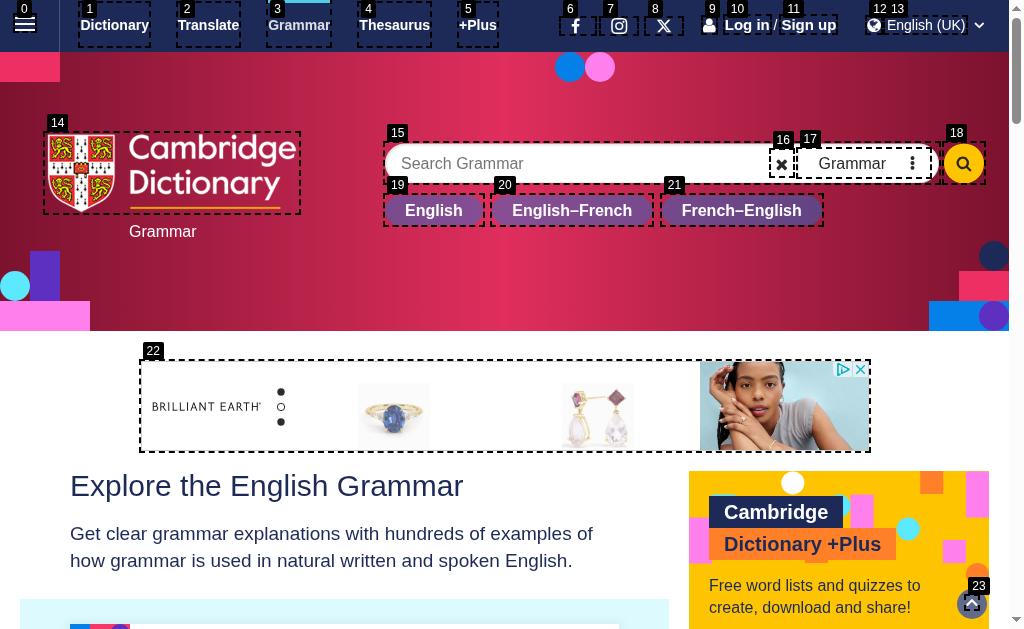 0 1 2 3 4 5 6 7 8 9 10 11 12 13
Dictionary Translate Grammar Thesaurus +Plus Log in / Sign up English (UK)
14
Cambridge
Dictionary
Grammar
15 16 17 18
Search Grammar Grammar
19 20 21
English English–French French–English
22
BRILLIANT EARTH
Explore the English Grammar
Get clear grammar explanations with hundreds of examples of
how grammar is used in natural written and spoken English.
Cambridge
Dictionary +Plus
Free word lists and quizzes to
create, download and share!
23